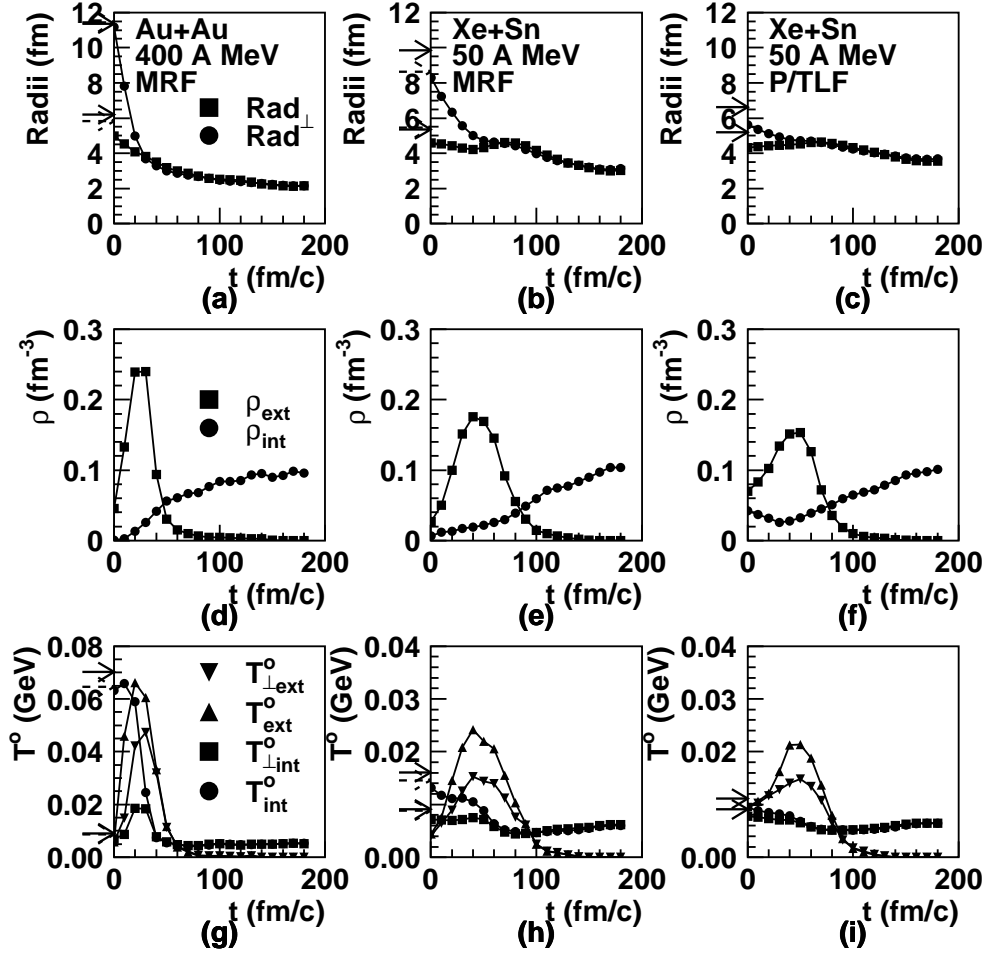 Radii (fm)
12
10
8
6
4
2
0
Au+Au
400 A MeV
MRF
Rad⊥
Rad
0
100
200
t (fm/c)
(a)
Radii (fm)
12
10
8
6
4
2
0
Xe+Sn
50 A MeV
MRF
0
100
200
t (fm/c)
(b)
Radii (fm)
12
10
8
6
4
2
0
Xe+Sn
50 A MeV
P/TLF
0
100
200
t (fm/c)
(c)
ρ (fm⁻³)
0.3
0.2
0.1
0
ρext
ρint
0
100
200
t (fm/c)
(d)
ρ (fm⁻³)
0.3
0.2
0.1
0
0
100
200
t (fm/c)
(e)
ρ (fm⁻³)
0.3
0.2
0.1
0
0
100
200
t (fm/c)
(f)
T° (GeV)
0.08
0.06
0.04
0.02
0.00
T°⊥ext
T°ext
T°⊥int
T°int
0
100
200
t (fm/c)
(g)
T° (GeV)
0.04
0.03
0.02
0.01
0.00
0
100
200
t (fm/c)
(h)
T° (GeV)
0.04
0.03
0.02
0.01
0.00
0
100
200
t (fm/c)
(i)